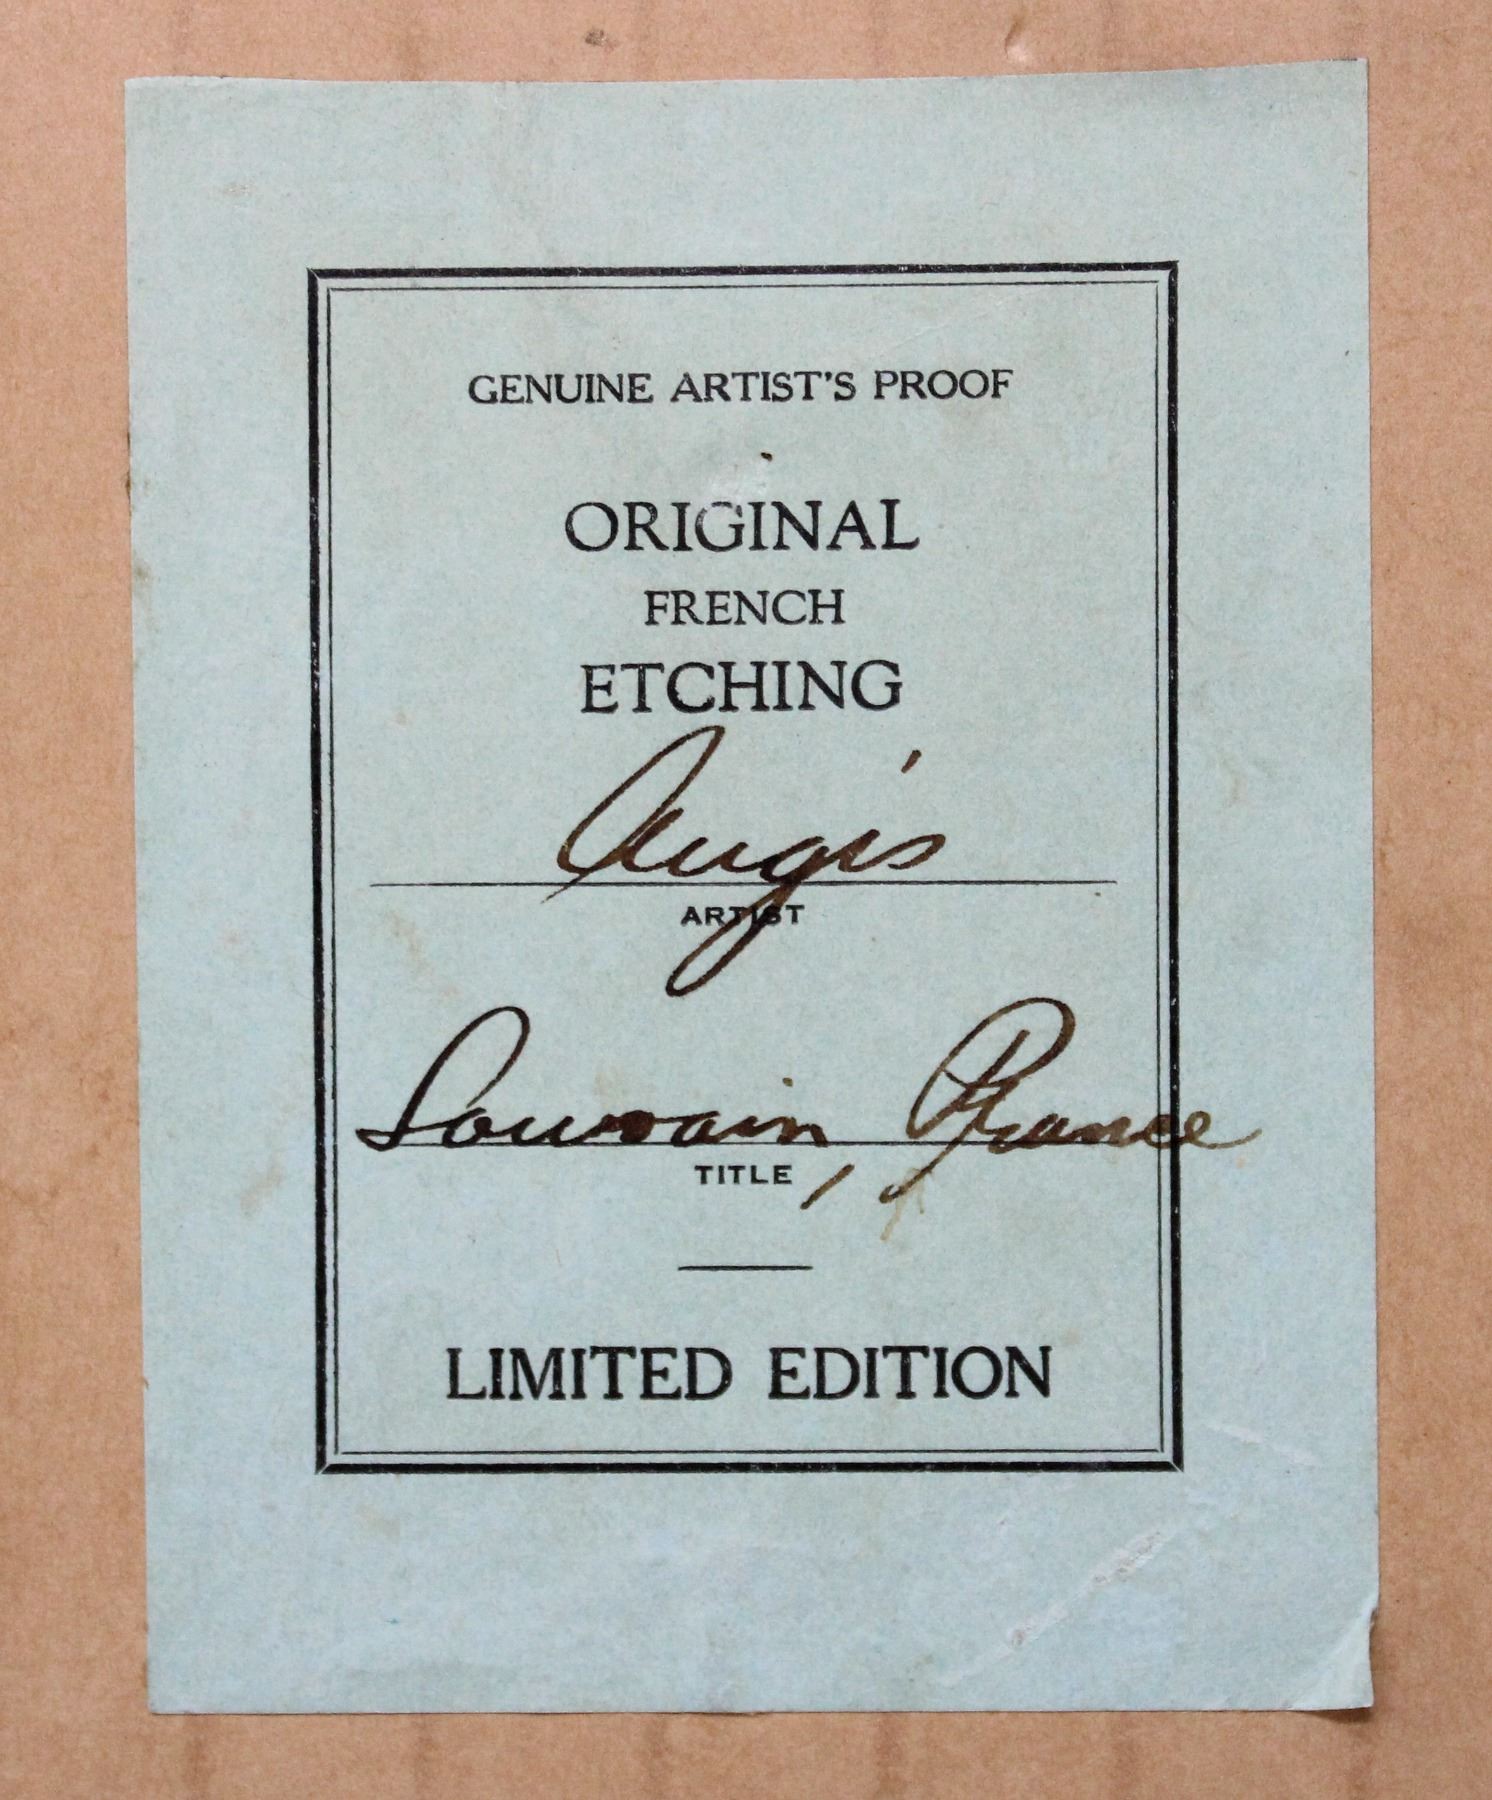 GENUINE ARTIST'S PROOF
ORIGINAL
FRENCH
ETCHING
Augis
ARTIST
Louvain, France
TITLE
LIMITED EDITION